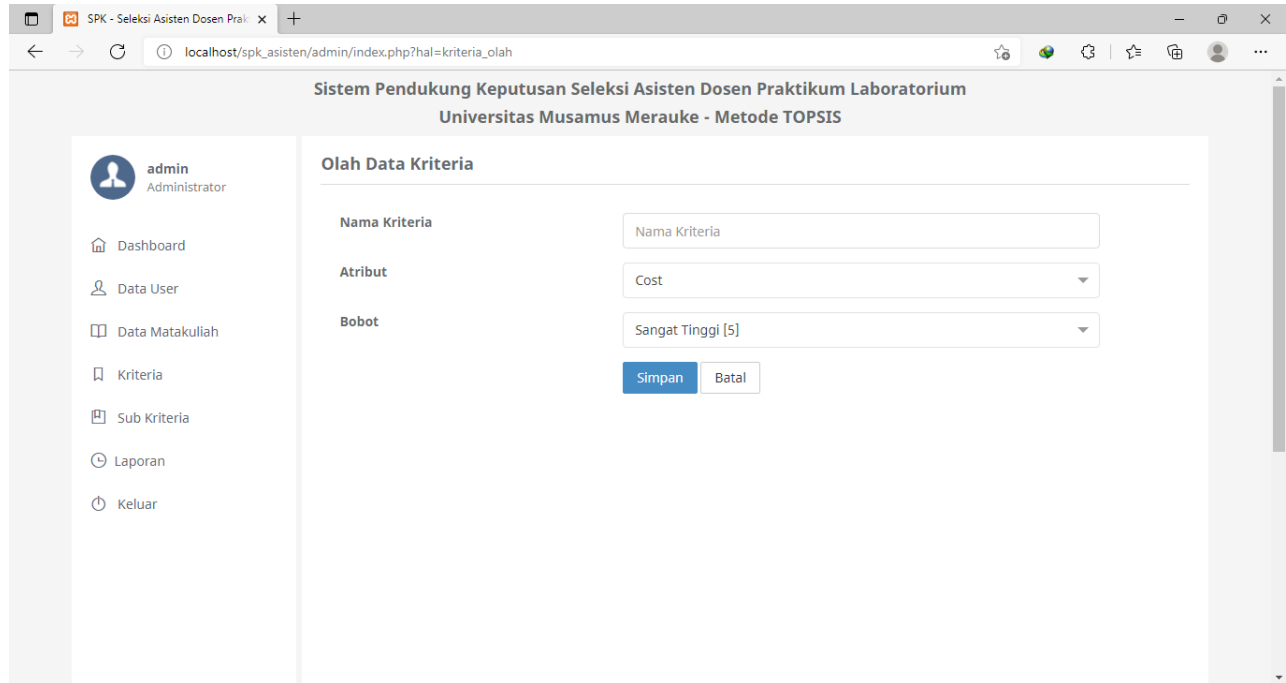 SPK - Seleksi Asisten Dosen Prak
localhost/spk_asisten/admin/index.php?hal=kriteria_olah
Sistem Pendukung Keputusan Seleksi Asisten Dosen Praktikum Laboratorium
Universitas Musamus Merauke - Metode TOPSIS
admin
Administrator
Dashboard
Data User
Data Matakuliah
Kriteria
Sub Kriteria
Laporan
Keluar
Olah Data Kriteria
Nama Kriteria
Nama Kriteria
Atribut
Cost
Bobot
Sangat Tinggi [5]
Simpan
Batal